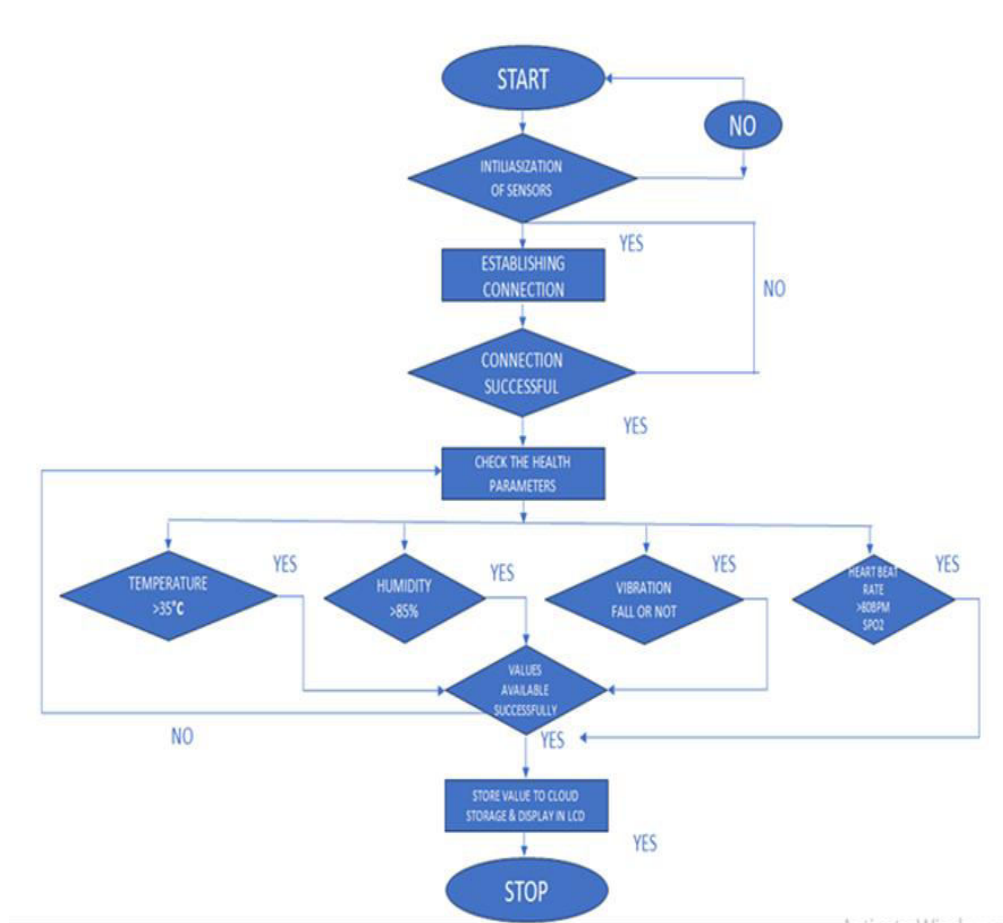 START
NO
INTILIASIZATION
OF SENSORS
YES
ESTABLISHING
CONNECTION
NO
CONNECTION
SUCCESSFUL
YES
CHECK THE HEALTH
PARAMETERS
TEMPERATURE
>35°C
YES
HUMIDITY
>85%
YES
VIBRATION
FALL OR NOT
YES
HEART BEAT
RATE
>80BPM
SPO2
YES
VALUES
AVAILABLE
SUCCESSFULLY
NO
YES
STORE VALUE TO CLOUD
STORAGE & DISPLAY IN LCD
YES
STOP